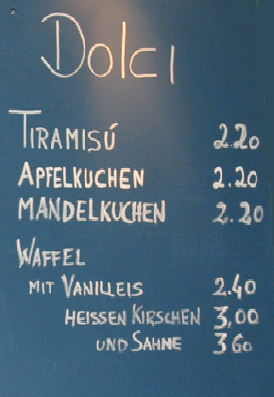 Dolci
TIRAMISÚ 2.20
APFELKUCHEN 2.20
MANDELKUCHEN 2.20
WAFFEL
MIT VANILLEIS 2.40
HEISSEN KIRSCHEN 3,00
UND SAHNE 3 60